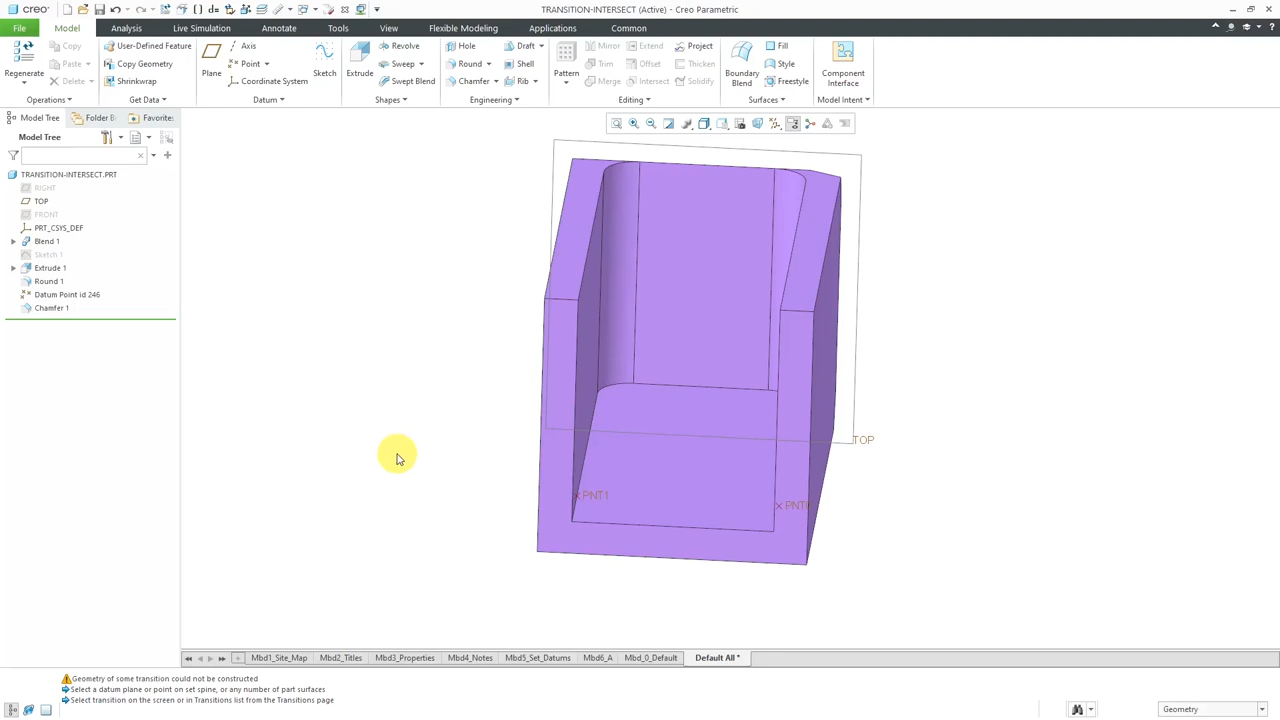 creo
TRANSITION-INTERSECT (Active) - Creo Parametric
File
Model
Analysis
Live Simulation
Annotate
Tools
View
Flexible Modeling
Applications
Common
Regenerate
Copy
Paste
Delete
Operations
User-Defined Feature
Copy Geometry
Shrinkwrap
Get Data
Plane
Axis
Point
Coordinate System
Sketch
Datum
Extrude
Revolve
Sweep
Swept Blend
Shapes
Hole
Round
Chamfer
Draft
Shell
Rib
Engineering
Pattern
Mirror
Trim
Merge
Extend
Offset
Intersect
Project
Thicken
Solidify
Editing
Boundary
Blend
Fill
Style
Freestyle
Surfaces
Component
Interface
Model Intent
Model Tree
Folder B
Favorite
Model Tree
TRANSITION-INTERSECT.PRT
RIGHT
TOP
FRONT
PRT_CSYS_DEF
Blend 1
Sketch 1
Extrude 1
Round 1
Datum Point id 246
Chamfer 1
TOP
PNT1
Mbd1_Site_Map
Mbd2_Titles
Mbd3_Properties
Mbd4_Notes
Mbd5_Set_Datums
Mbd6_A
Mbd_0_Default
Default All *
Geometry of some transition could not be constructed
Select a datum plane or point on set spine, or any number of part surfaces
Select transition on the screen or in Transitions list from the Transitions page
Geometry